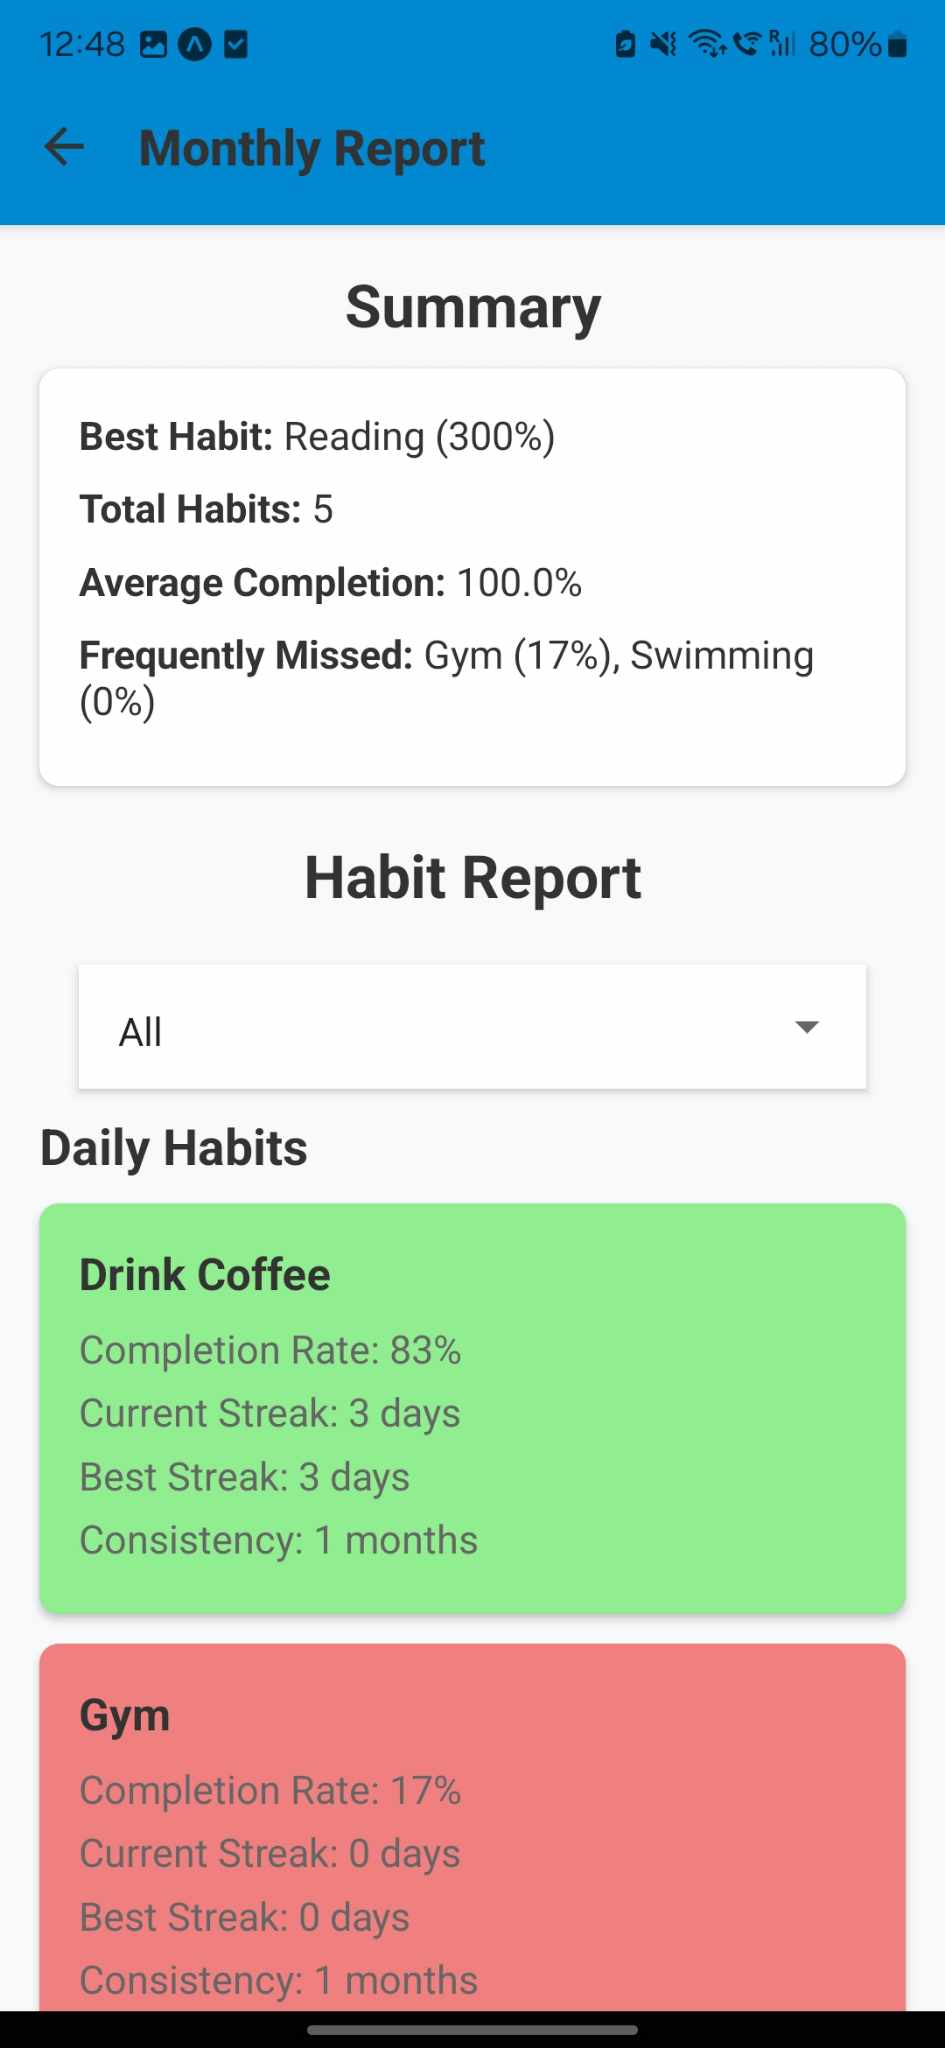 12:48
R 80%
Monthly Report
Summary
Best Habit: Reading (300%)
Total Habits: 5
Average Completion: 100.0%
Frequently Missed: Gym (17%), Swimming
(0%)
Habit Report
All
Daily Habits
Drink Coffee
Completion Rate: 83%
Current Streak: 3 days
Best Streak: 3 days
Consistency: 1 months
Gym
Completion Rate: 17%
Current Streak: 0 days
Best Streak: 0 days
Consistency: 1 months